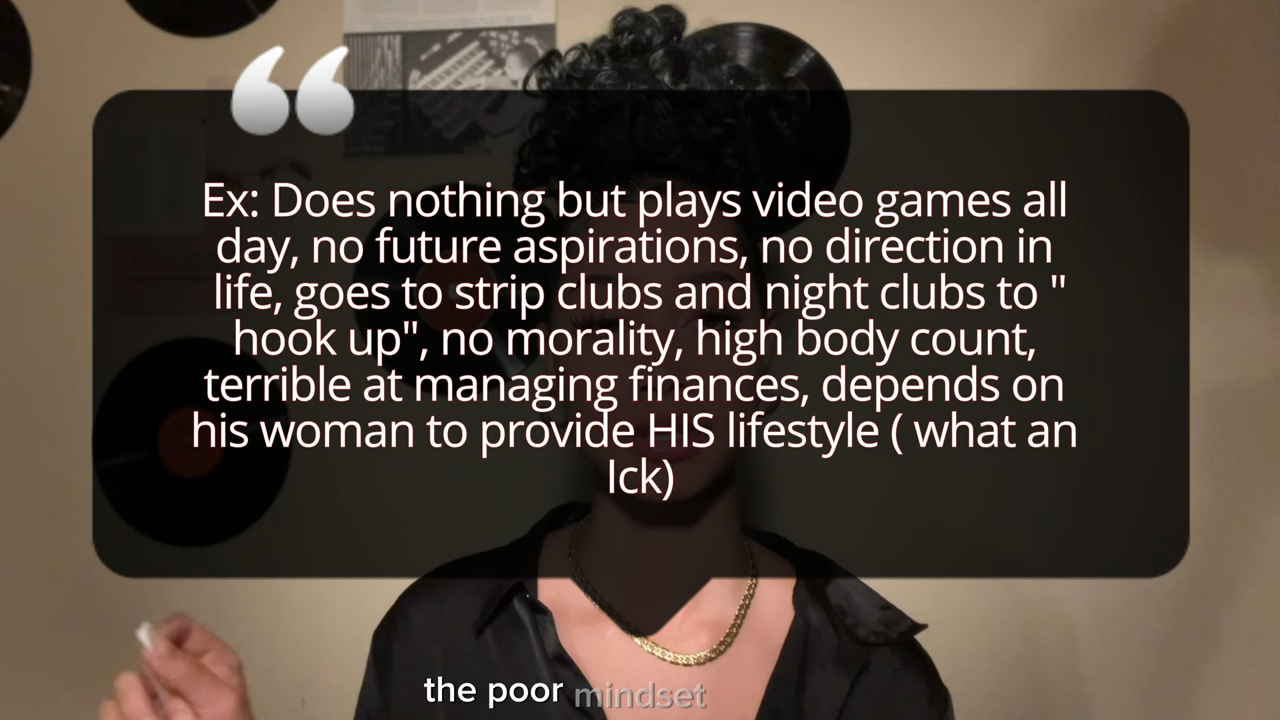 Ex: Does nothing but plays video games all
day, no future aspirations, no direction in
life, goes to strip clubs and night clubs to "
hook up", no morality, high body count,
terrible at managing finances, depends on
his woman to provide HIS lifestyle ( what an
Ick)
the poor mindset